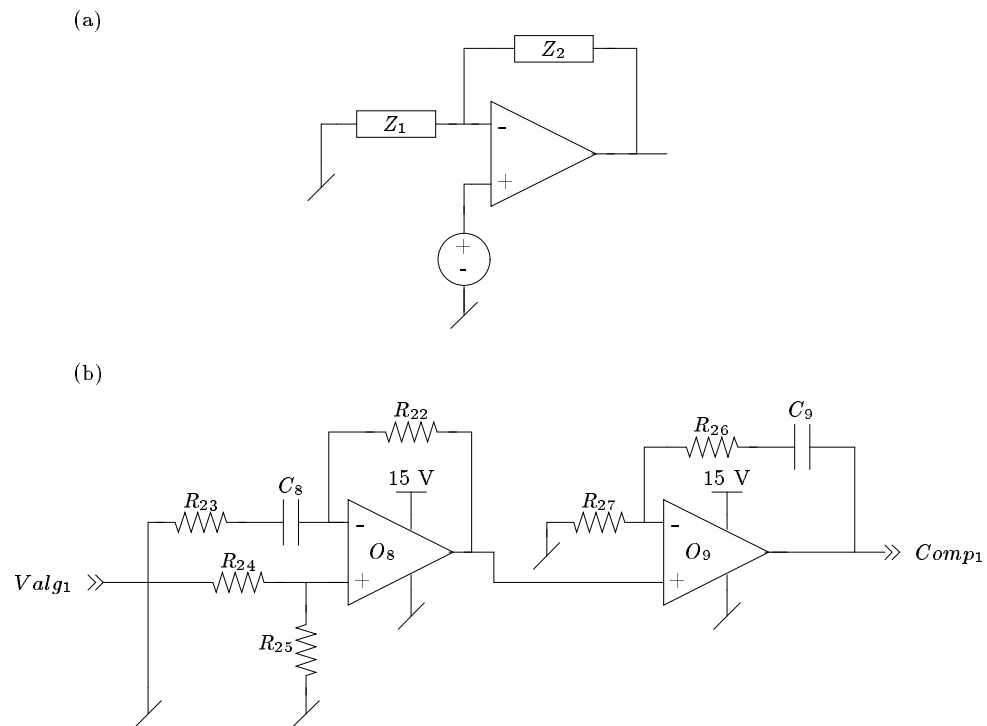 (a)
Z2
Z1
-
+
+
-
(b)
R22
C9
R26
15 V
15 V
C8
R23
R27
-
-
O8
O9
Comp1
R24
Valg1
+
+
R25